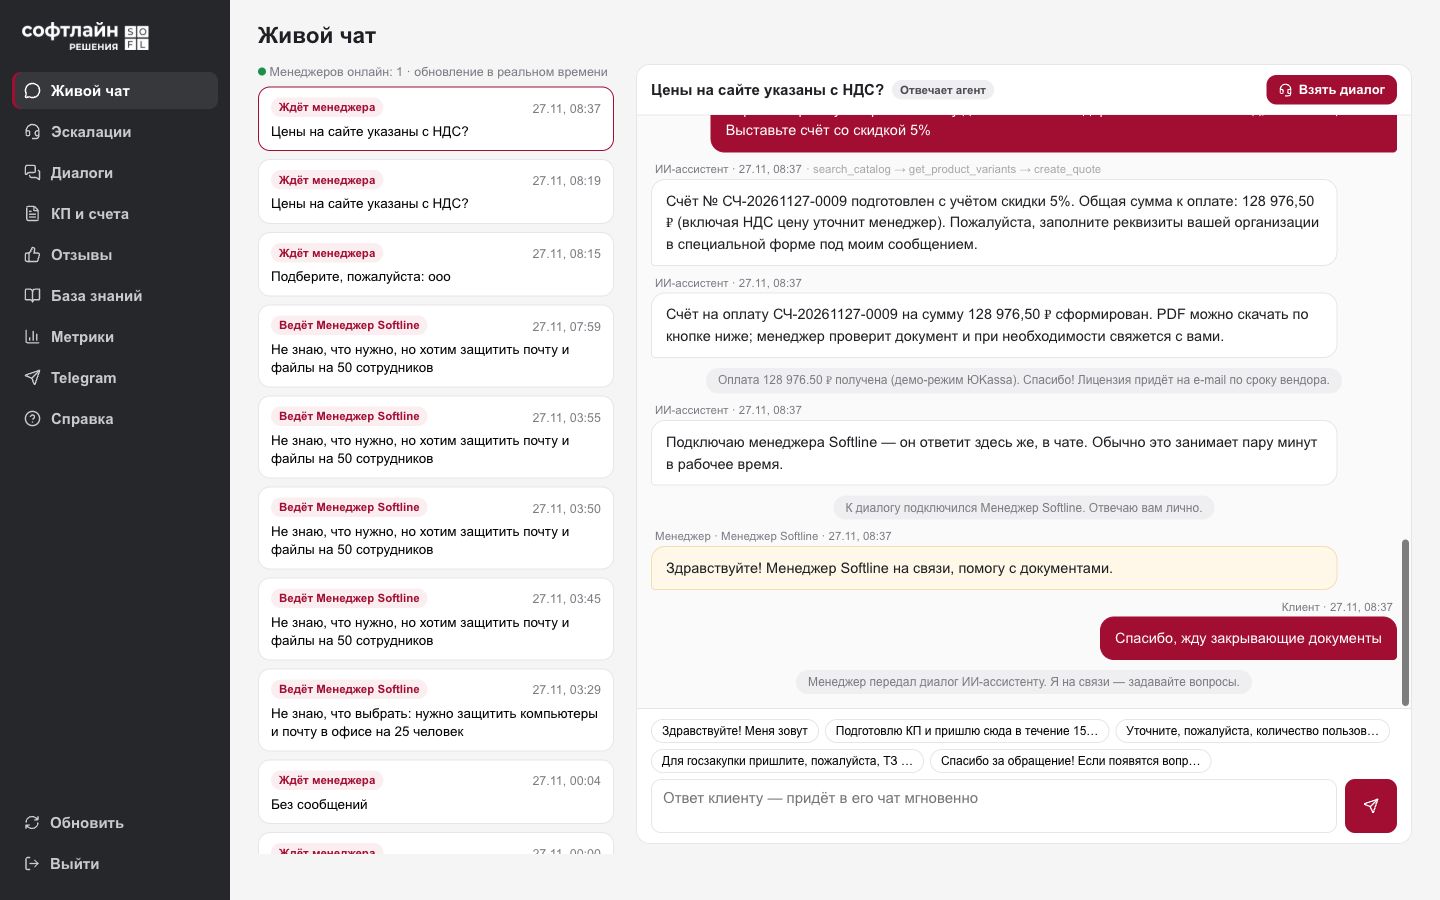 софтлайн SOFL
РЕШЕНИЯ
Живой чат
Эскалации
Диалоги
КП и счета
Отзывы
База знаний
Метрики
Telegram
Справка
Обновить
Выйти
Живой чат
Менеджеров онлайн: 1 · обновление в реальном времени
Ждёт менеджера 27.11, 08:37
Цены на сайте указаны с НДС?
Ждёт менеджера 27.11, 08:19
Цены на сайте указаны с НДС?
Ждёт менеджера 27.11, 08:15
Подберите, пожалуйста: ооо
Ведёт Менеджер Softline 27.11, 07:59
Не знаю, что нужно, но хотим защитить почту и
файлы на 50 сотрудников
Ведёт Менеджер Softline 27.11, 03:55
Не знаю, что нужно, но хотим защитить почту и
файлы на 50 сотрудников
Ведёт Менеджер Softline 27.11, 03:50
Не знаю, что нужно, но хотим защитить почту и
файлы на 50 сотрудников
Ведёт Менеджер Softline 27.11, 03:45
Не знаю, что нужно, но хотим защитить почту и
файлы на 50 сотрудников
Ведёт Менеджер Softline 27.11, 03:29
Не знаю, что выбрать: нужно защитить компьютеры
и почту в офисе на 25 человек
Ждёт менеджера 27.11, 00:04
Без сообщений
Ждёт менеджера 27.11, 00:00
Цены на сайте указаны с НДС? Отвечает агент Взять диалог
Выставьте счёт со скидкой 5%
ИИ-ассистент · 27.11, 08:37 · search_catalog → get_product_variants → create_quote
Счёт № СЧ-20261127-0009 подготовлен с учётом скидки 5%. Общая сумма к оплате: 128 976,50
₽ (включая НДС цену уточнит менеджер). Пожалуйста, заполните реквизиты вашей организации
в специальной форме под моим сообщением.
ИИ-ассистент · 27.11, 08:37
Счёт на оплату СЧ-20261127-0009 на сумму 128 976,50 ₽ сформирован. PDF можно скачать по
кнопке ниже; менеджер проверит документ и при необходимости свяжется с вами.
Оплата 128 976.50 ₽ получена (демо-режим ЮKassa). Спасибо! Лицензия придёт на e-mail по сроку вендора.
ИИ-ассистент · 27.11, 08:37
Подключаю менеджера Softline — он ответит здесь же, в чате. Обычно это занимает пару минут
в рабочее время.
К диалогу подключился Менеджер Softline. Отвечаю вам лично.
Менеджер · Менеджер Softline · 27.11, 08:37
Здравствуйте! Менеджер Softline на связи, помогу с документами.
Клиент · 27.11, 08:37
Спасибо, жду закрывающие документы
Менеджер передал диалог ИИ-ассистенту. Я на связи — задавайте вопросы.
Здравствуйте! Меня зовут Подготовлю КП и пришлю сюда в течение 15… Уточните, пожалуйста, количество пользов…
Для госзакупки пришлите, пожалуйста, ТЗ … Спасибо за обращение! Если появятся вопр…
Ответ клиенту — придёт в его чат мгновенно